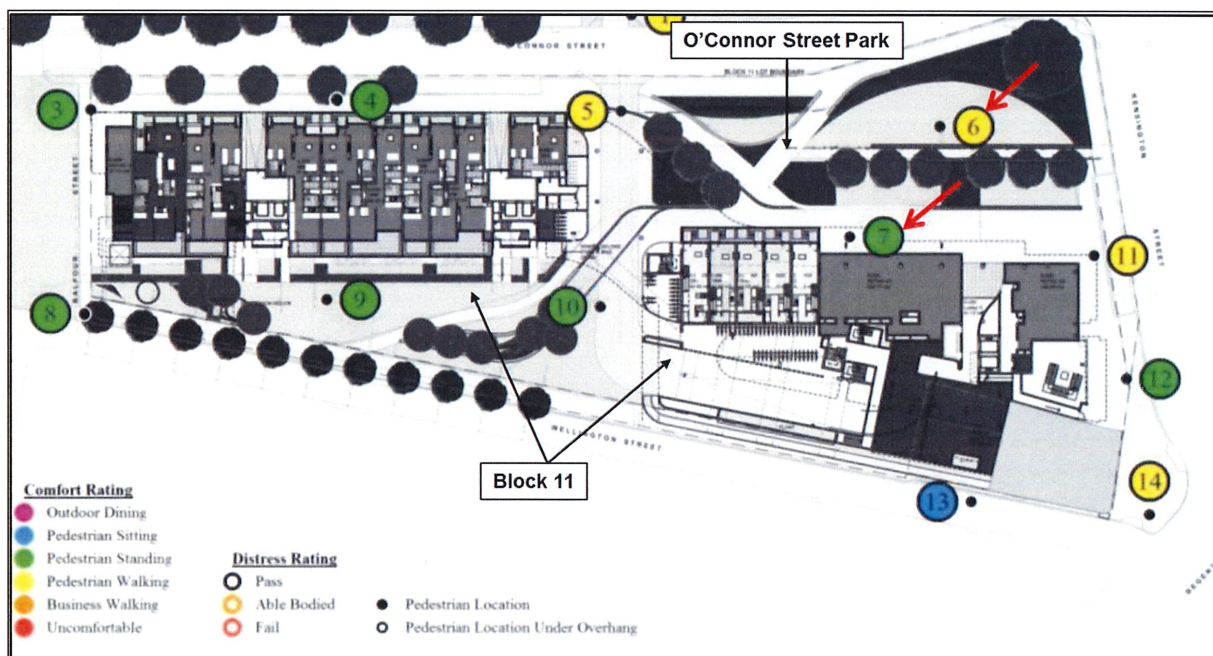 1
CONNOR STREET
O'Connor Street Park
BLOCK 11 LOT BOUNDARY
3
4
5
6
KENSINGTON
STREET
7
11
BALFOUR
STREET
8
9
10
12
WELLINGTON STREET
Block 11
13
14
REGENT
Comfort Rating
Outdoor Dining
Pedestrian Sitting
Pedestrian Standing
Pedestrian Walking
Business Walking
Uncomfortable
Distress Rating
Pass
Able Bodied
Fail
Pedestrian Location
Pedestrian Location Under Overhang